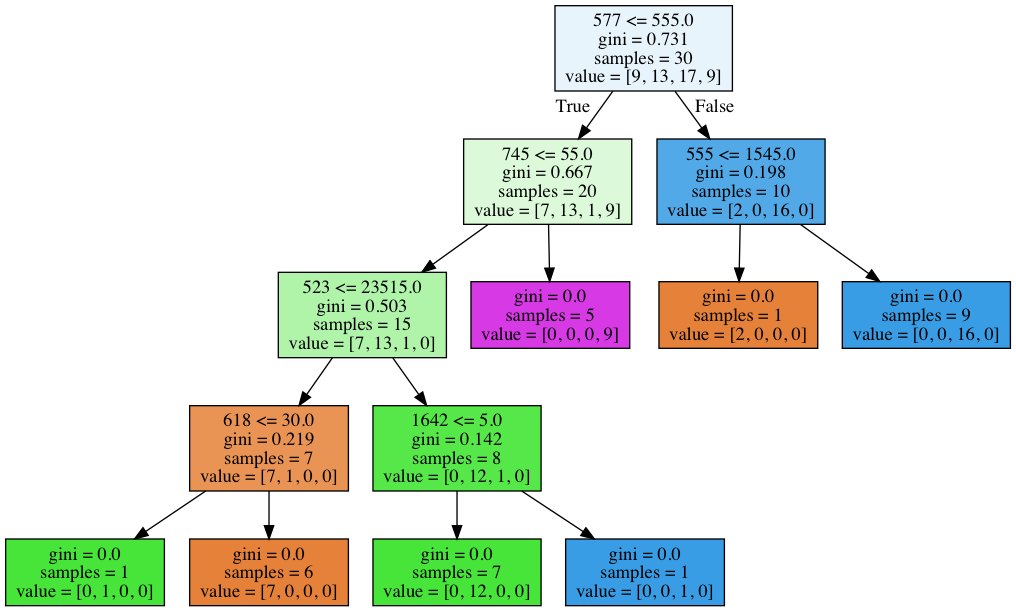 577 <= 555.0
gini = 0.731
samples = 30
value = [9, 13, 17, 9]
True
False
745 <= 55.0
gini = 0.667
samples = 20
value = [7, 13, 1, 9]
555 <= 1545.0
gini = 0.198
samples = 10
value = [2, 0, 16, 0]
523 <= 23515.0
gini = 0.503
samples = 15
value = [7, 13, 1, 0]
gini = 0.0
samples = 5
value = [0, 0, 0, 9]
gini = 0.0
samples = 1
value = [2, 0, 0, 0]
gini = 0.0
samples = 9
value = [0, 0, 16, 0]
618 <= 30.0
gini = 0.219
samples = 7
value = [7, 1, 0, 0]
1642 <= 5.0
gini = 0.142
samples = 8
value = [0, 12, 1, 0]
gini = 0.0
samples = 1
value = [0, 1, 0, 0]
gini = 0.0
samples = 6
value = [7, 0, 0, 0]
gini = 0.0
samples = 7
value = [0, 12, 0, 0]
gini = 0.0
samples = 1
value = [0, 0, 1, 0]